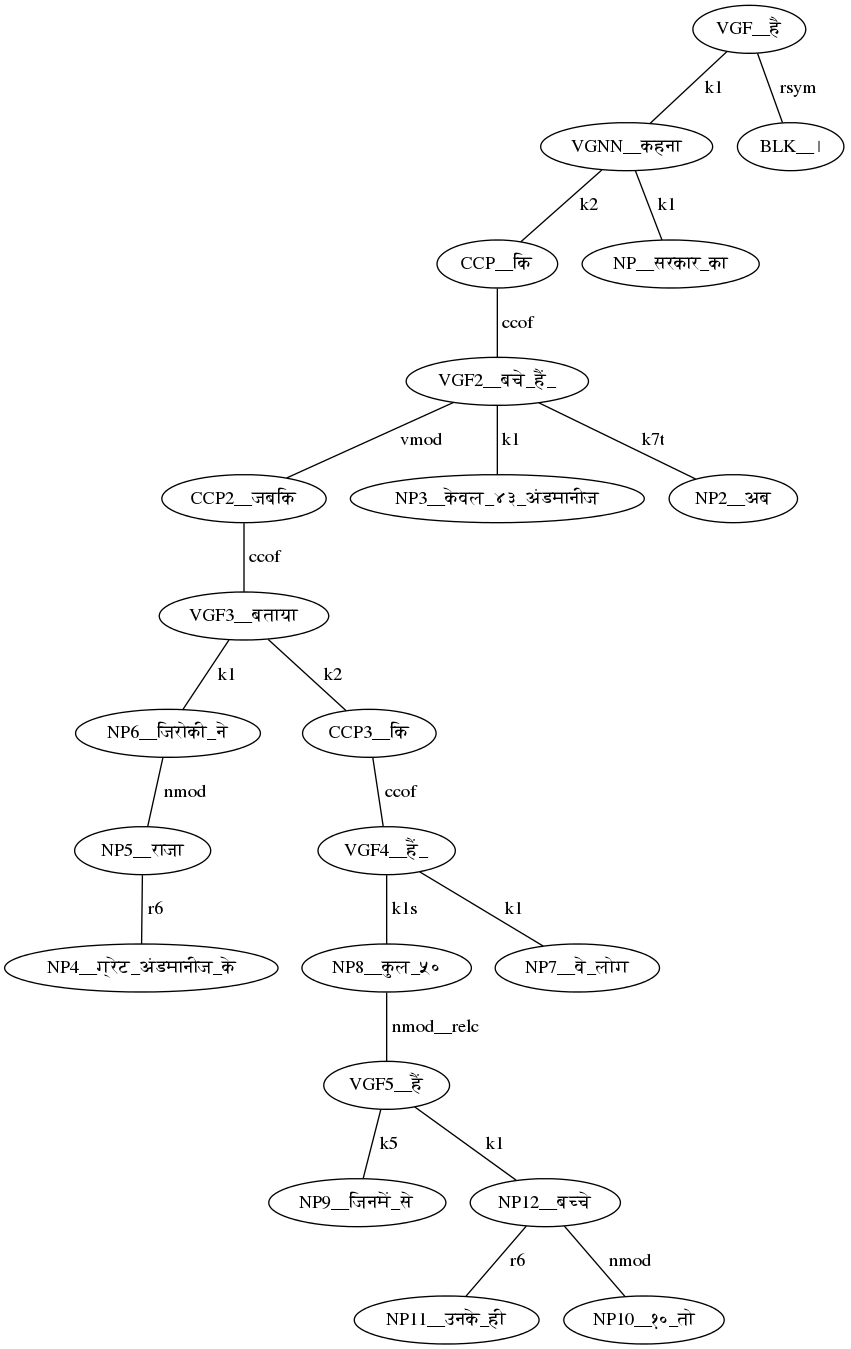 VGF__है
k1 rsym
VGNN__कहना BLK__।
k2 k1
CCP__कि NP__सरकार_का
ccof
VGF2__बचे_हैं_
vmod k1 k7t
CCP2__जबकि NP3__केवल_४३_अंडमानीज NP2__अब
ccof
VGF3__बताया
k1 k2
NP6__जिरोकी_ने CCP3__कि
nmod ccof
NP5__राजा VGF4__हैं_
r6 k1s k1
NP4__ग्रेट_अंडमानीज_के NP8__कुल_५० NP7__वे_लोग
nmod__relc
VGF5__हैं
k5 k1
NP9__जिनमें_से NP12__बच्चे
r6 nmod
NP11__उनके_ही NP10__१०_तो